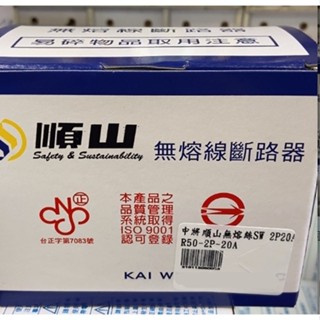 無熔線斷路器
易碎物品取用注意
順山
Safety & Sustainability
無熔線斷路器
正
台正字第7083號
本產品之
品質管理
系統取得
ISO 9001
認可登錄
中將順山無熔絲SW 2P20A
R50-2P-20A
KAI W